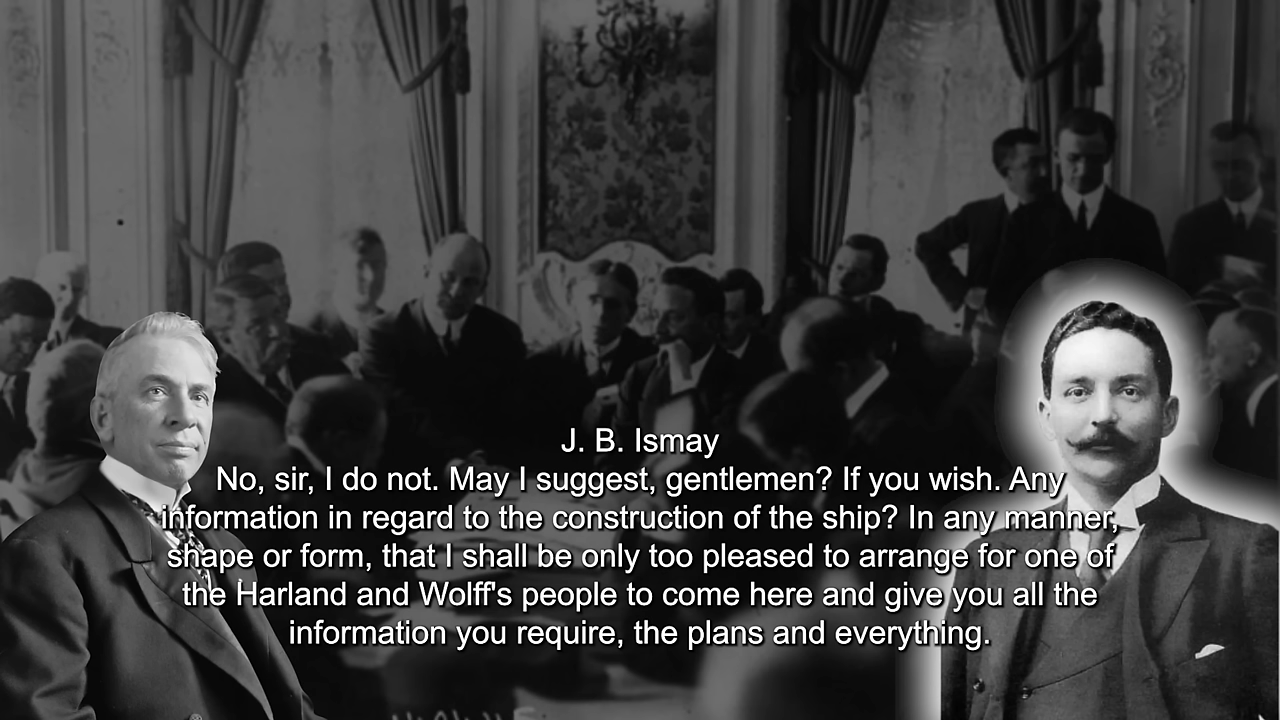 J. B. Ismay
No, sir, I do not. May I suggest, gentlemen? If you wish. Any
information in regard to the construction of the ship? In any manner,
shape or form, that I shall be only too pleased to arrange for one of
the Harland and Wolff's people to come here and give you all the
information you require, the plans and everything.